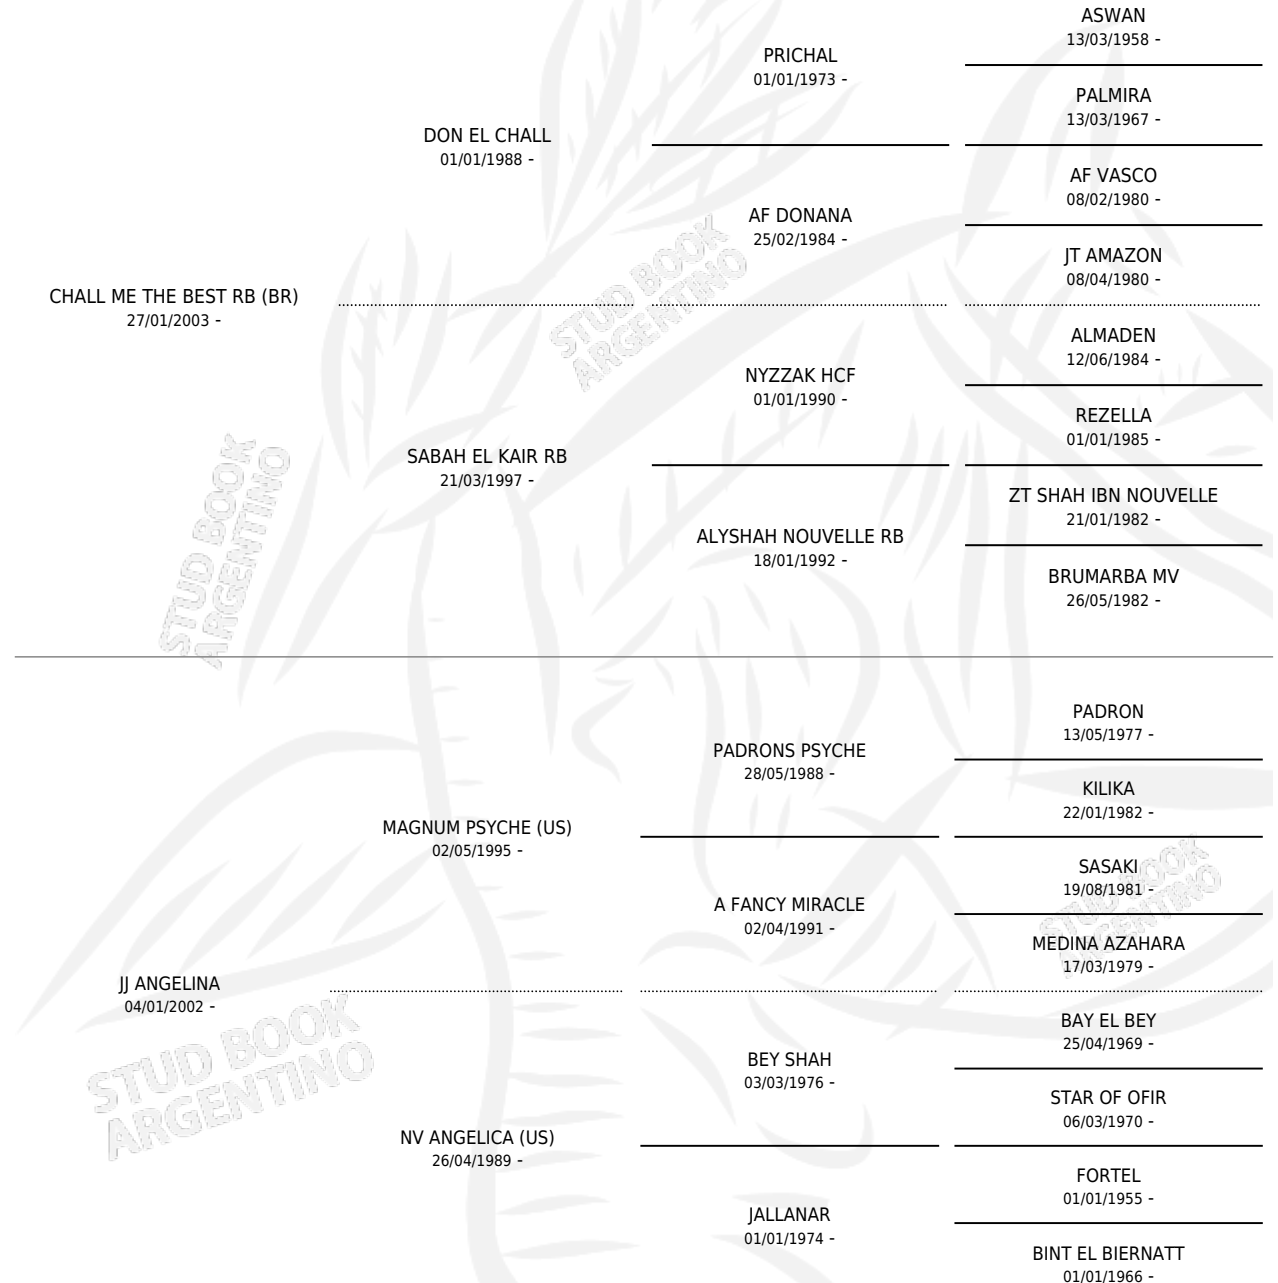 ASWAN
13/03/1958 -
PRICHAL
01/01/1973 -
PALMIRA
13/03/1967 -
DON EL CHALL
01/01/1988 -
AF VASCO
08/02/1980 -
AF DONANA
25/02/1984 -
JT AMAZON
08/04/1980 -
CHALL ME THE BEST RB (BR)
27/01/2003 -
ALMADEN
12/06/1984 -
NYZZAK HCF
01/01/1990 -
REZELLA
01/01/1985 -
SABAH EL KAIR RB
21/03/1997 -
ZT SHAH IBN NOUVELLE
21/01/1982 -
ALYSHAH NOUVELLE RB
18/01/1992 -
BRUMARBA MV
26/05/1982 -
STUD BOOK
ARGENTINO
STUD BOOK
ARGENTINO
PADRON
13/05/1977 -
PADRONS PSYCHE
28/05/1988 -
KILIKA
22/01/1982 -
MAGNUM PSYCHE (US)
02/05/1995 -
SASAKI
19/08/1981 -
A FANCY MIRACLE
02/04/1991 -
MEDINA AZAHARA
17/03/1979 -
JJ ANGELINA
04/01/2002 -
BAY EL BEY
25/04/1969 -
BEY SHAH
03/03/1976 -
STAR OF OFIR
06/03/1970 -
NV ANGELICA (US)
26/04/1989 -
FORTEL
01/01/1955 -
JALLANAR
01/01/1974 -
BINT EL BIERNATT
01/01/1966 -
STUD BOOK
ARGENTINO
STUD BOOK
ARGENTINO